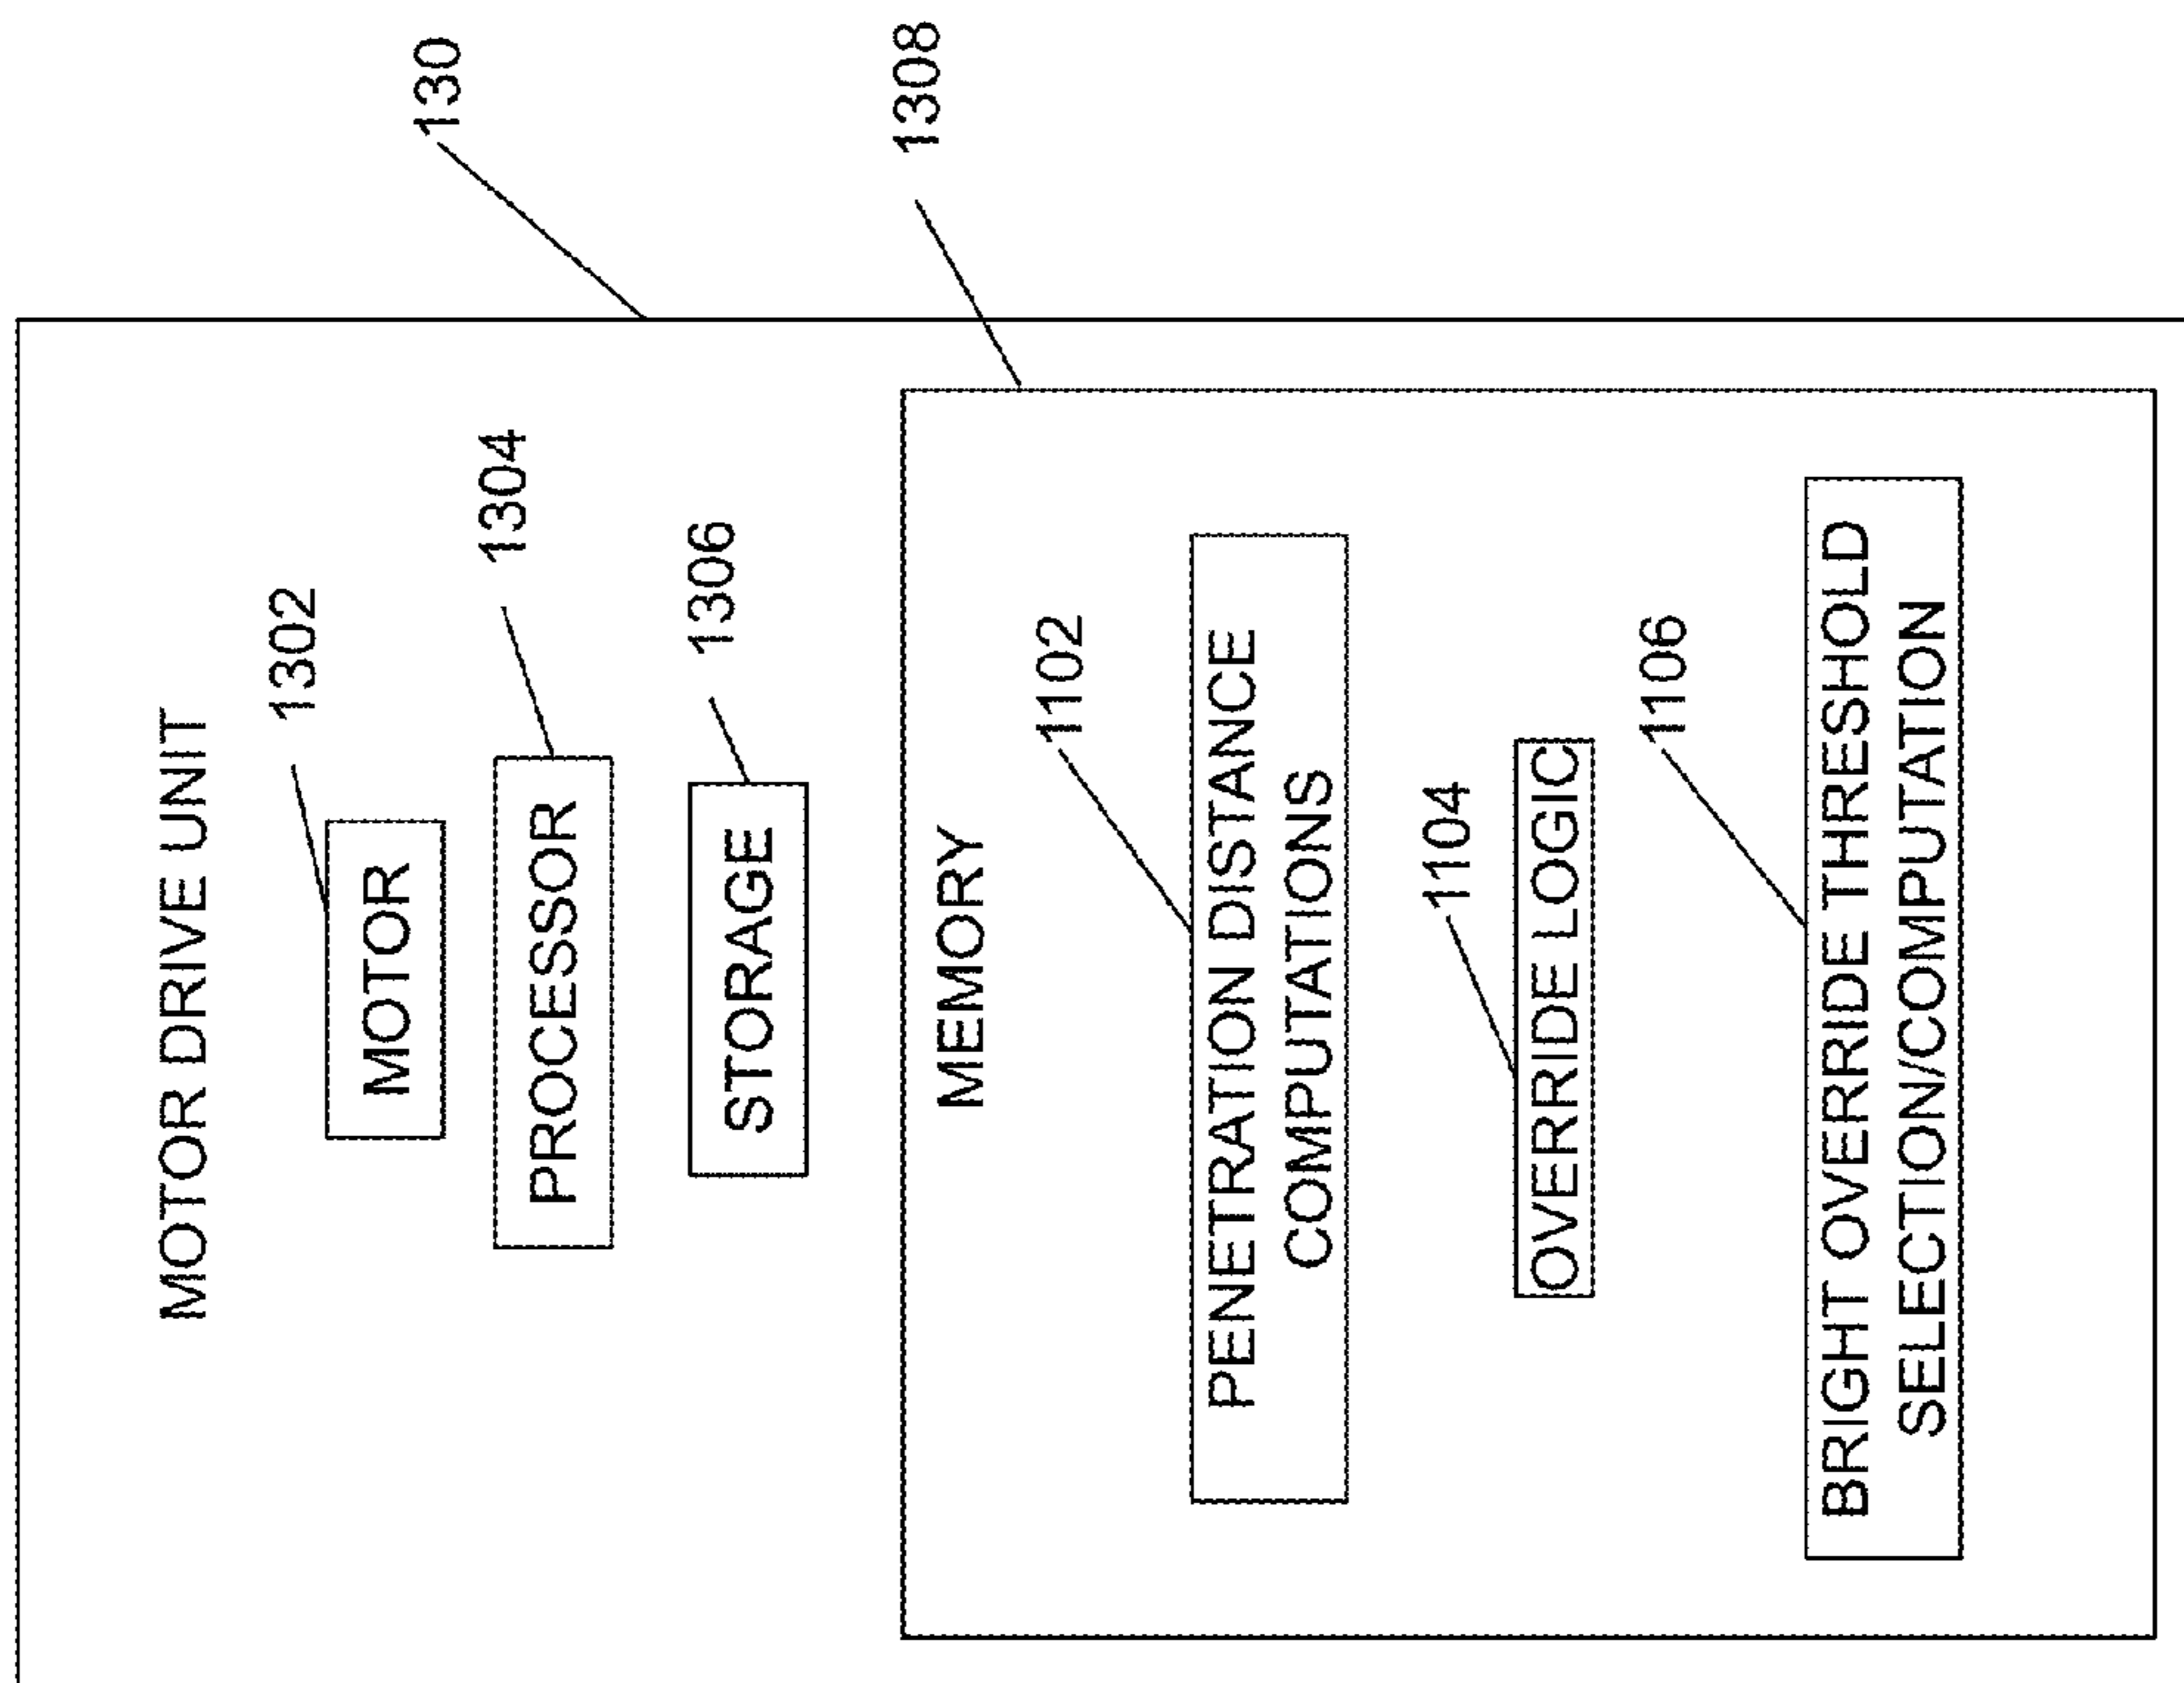 130
1308
MOTOR DRIVE UNIT
1302
MOTOR
1304
PROCESSOR
1306
STORAGE
MEMORY
1102
PENETRATION DISTANCE
COMPUTATIONS
1104
OVERRIDE LOGIC
1106
BRIGHT OVERRIDE THRESHOLD
SELECTION/COMPUTATION